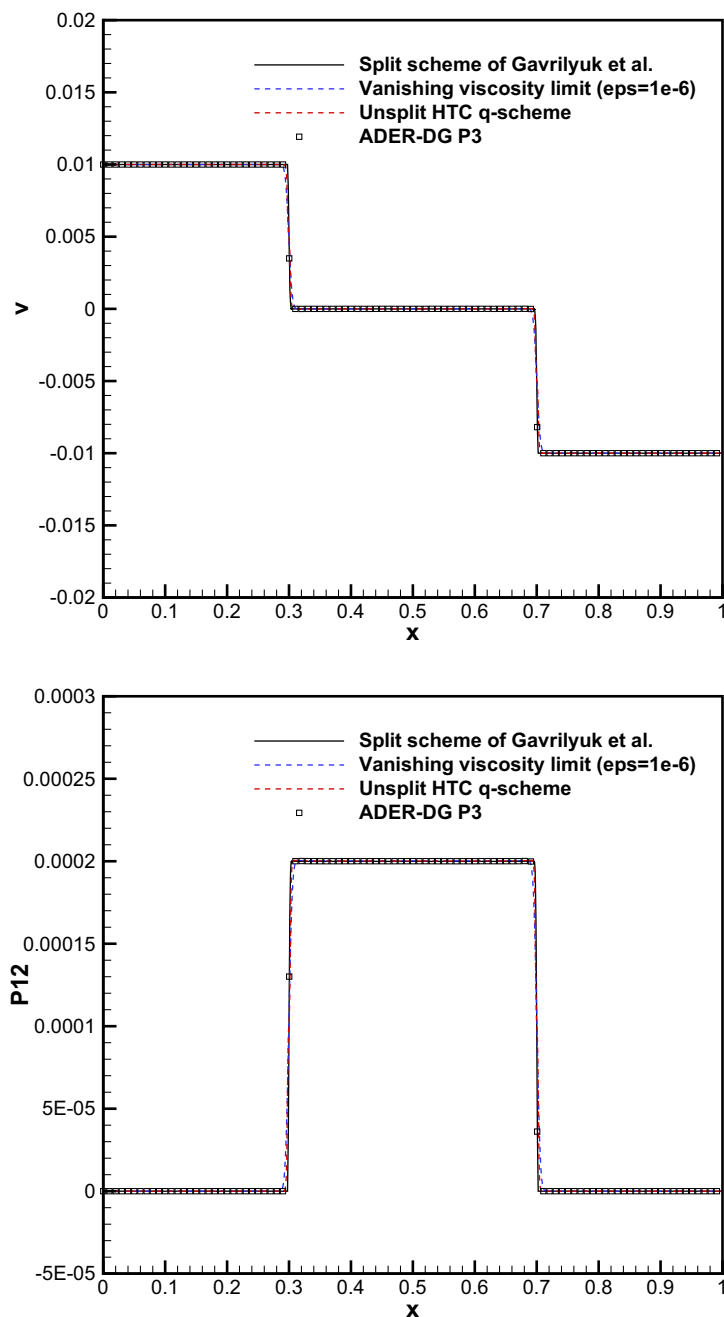 0.02
Split scheme of Gavrilyuk et al.
Vanishing viscosity limit (eps=1e-6)
Unsplit HTC q-scheme
ADER-DG P3
0.015
0.01
0.005
0
-0.005
-0.01
-0.015
-0.02
v
0 0.1 0.2 0.3 0.4 0.5 0.6 0.7 0.8 0.9 1
x
0.0003
Split scheme of Gavrilyuk et al.
Vanishing viscosity limit (eps=1e-6)
Unsplit HTC q-scheme
ADER-DG P3
0.00025
0.0002
0.00015
0.0001
5E-05
0
-5E-05
P12
0 0.1 0.2 0.3 0.4 0.5 0.6 0.7 0.8 0.9 1
x